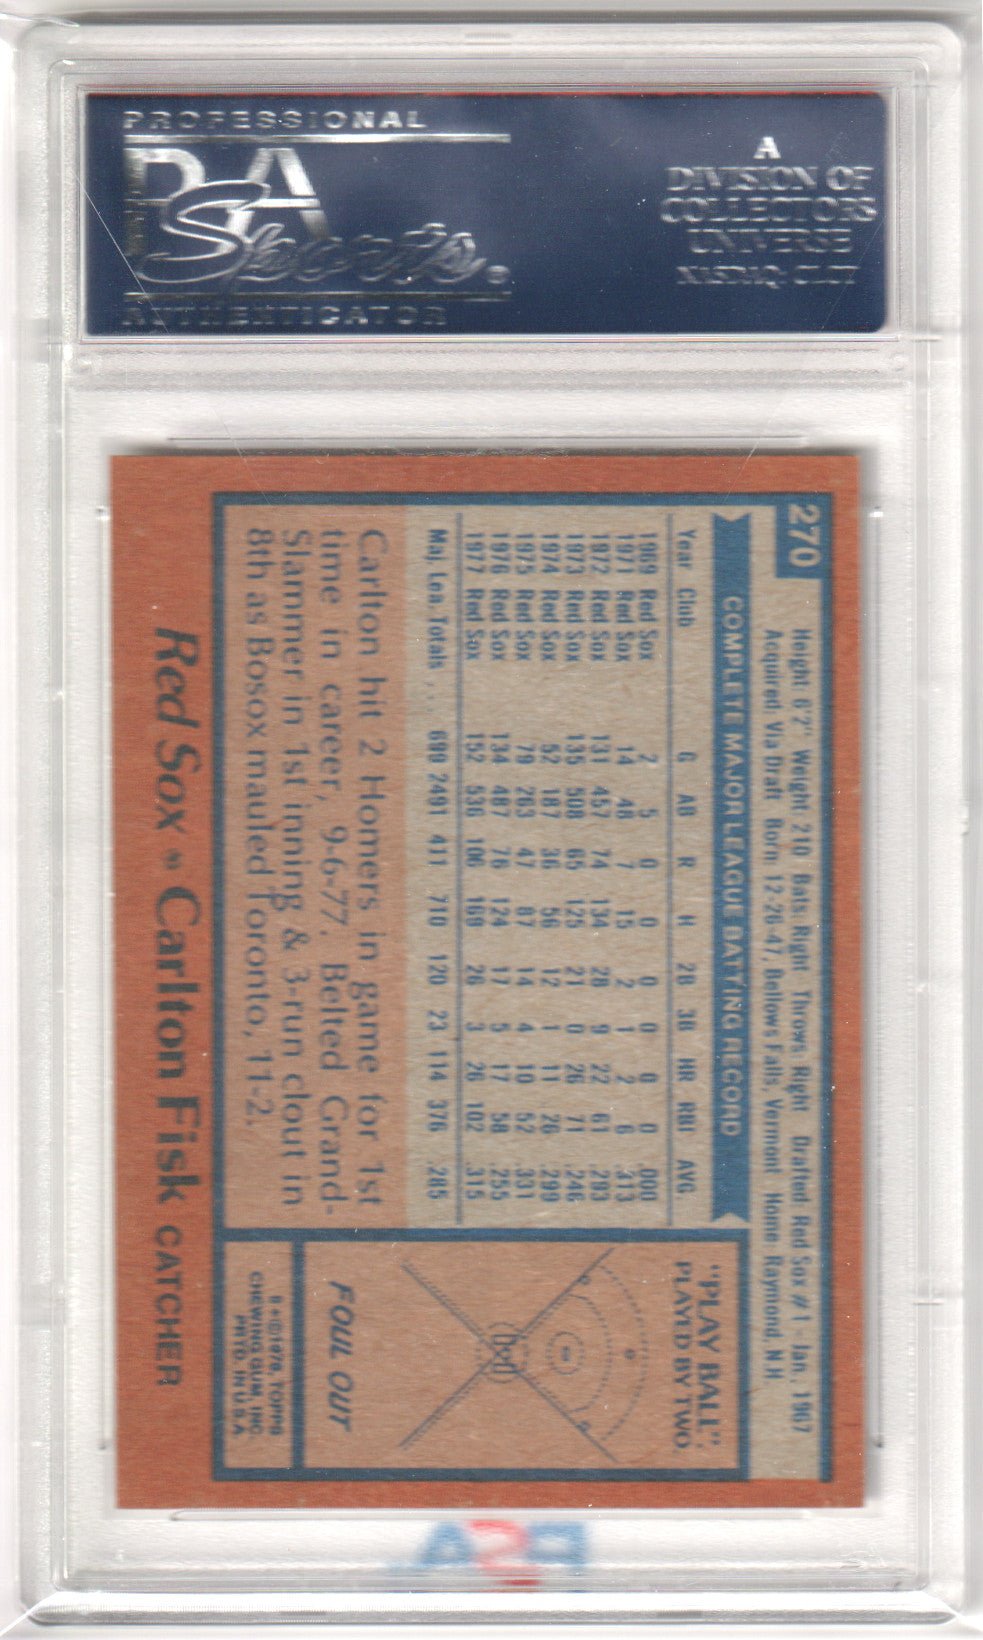 PROFESSIONAL
PSA
Sports®
AUTHENTICATOR
A
DIVISION OF
COLLECTORS
UNIVERSE
NASDAQ: CLCT
270
Height 6'2" Weight 210 Bats: Right Throws: Right Drafted Red Sox #1 - Jan., 1967
Acquired: Via Draft Born 12-26-47, Bellows Falls, Vermont Home: Raymond, N H
COMPLETE MAJOR LEAGUE BATTING RECORD
Year Club G AB R H 2B 3B HR RBI AVG
1969 Red Sox 2 5 0 0 0 0 0 0 .000
1971 Red Sox 14 48 7 15 2 1 2 6 .313
1972 Red Sox 131 457 74 134 28 9 22 61 .293
1973 Red Sox 135 508 65 125 21 0 26 71 .246
1974 Red Sox 52 187 36 56 12 1 11 26 .299
1975 Red Sox 79 263 47 87 14 4 10 52 .331
1976 Red Sox 134 487 76 124 17 5 17 58 .255
1977 Red Sox 152 536 106 169 26 3 26 102 .315
Maj. Lea. Totals . . . 699 2491 411 710 120 23 114 376 .285
Carlton hit 2 Homers in game for 1st
time in career, 9-6-77. Belted Grand-
Slammer in 1st inning & 3-run clout in
8th as Bosox mauled Toronto, 11-2.
Red Sox Carlton Fisk CATCHER
"PLAY BALL"
PLAYED BY TWO
FOUL OUT
©1978, TOPPS
CHEWING GUM, INC.
PRTD. IN U.S.A.
PSA